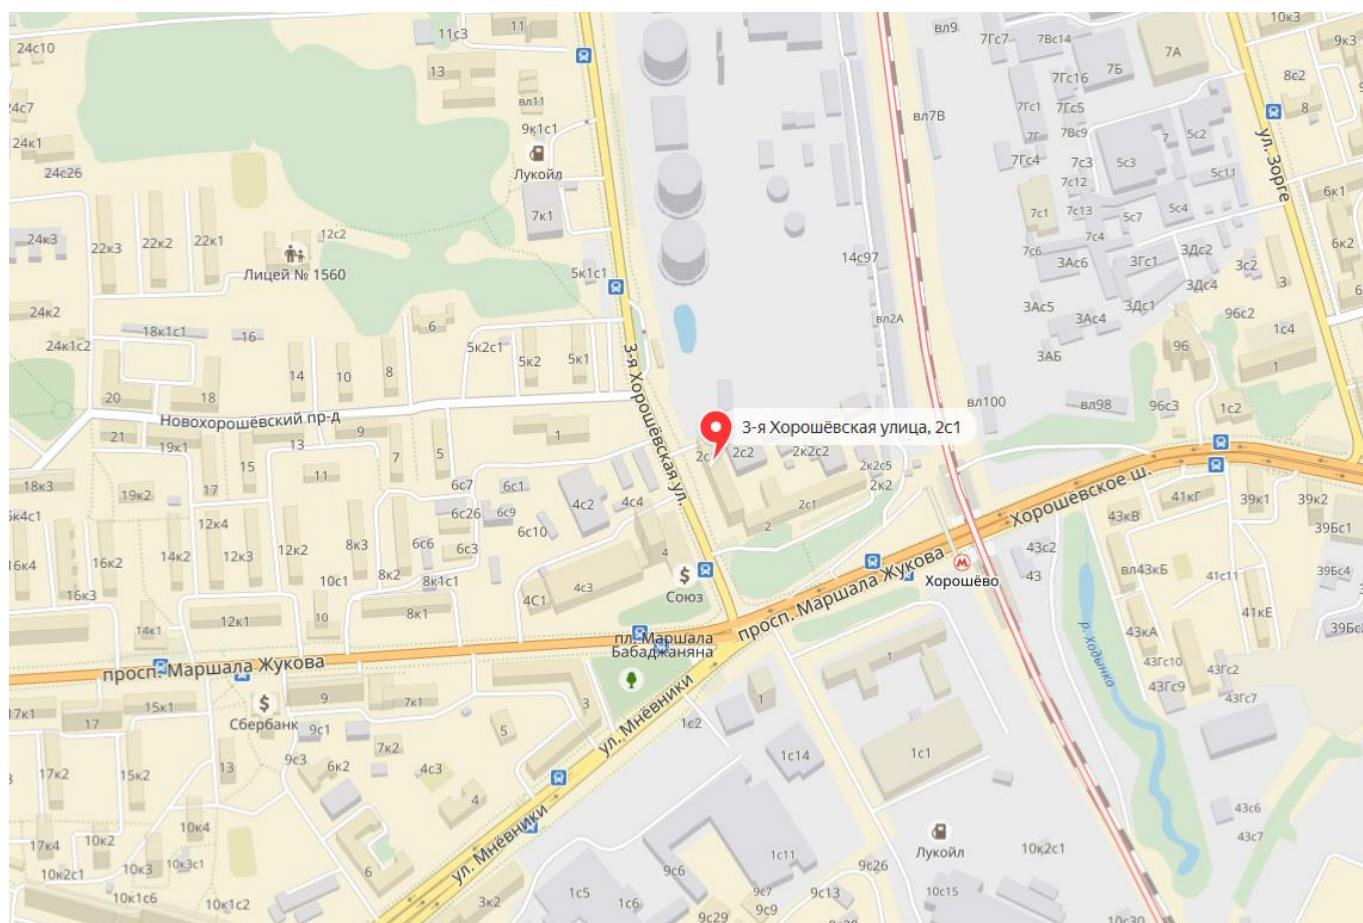 24с10
11с3
11
10к3
9к3
вл9
7Гс7
7Вс14
7А
13
7Б
7Гс16
8с2
8
вл11
24с7
7Гс1
7Гс5
вл7В
9к1с1
7Вс9
7
5с2
24к1
7Г
ул. Зорге
Лукойл
7Гс4
7с3
5с3
24с26
7с12
5с11
6к1
7к1
7с1
7с13
5с7
5с4
12с2
24к3
22к3
22к2
22к1
7с4
6к2
7с6
3Дс2
14с97
3Ас6
3Гс1
3с2
3
Лицей № 1560
5к1с1
3Дс4
24к2
3Ас5
3Дс1
вл2А
3Ас4
96с2
18к1с1
16
6
1с4
24к1с2
5к2с1
3-я Хорошёвская ул.
96
5к2
5к1
3АБ
1
14
10
8
20
18
вл100
вл98
96с3
1с2
Новохорошёвский пр-д
3-я Хорошёвская улица, 2с1
21
19к1
13
9
1
5
7
2с2
2к2с2
2к2с5
2к2
11
18к3
17
6с7
6с1
19к2
4с2
4с4
2с1
2
Хорошёвское ш.
41кГ
39к1
39к2
12к4
6с26
6с9
6с10
43кВ
39Бс1
16к2
14к2
12к3
12к2
8к3
6с6
6с3
4
43с2
16к4
10с1
8к2
8к1с1
43
вл43кБ
41с11
39Бс4
Хорошёво
16к3
4С1
4с3
Союз
12к1
10
8к1
просп. Маршала Жукова
41кЕ
14к1
43кА
р. Ходынка
пл. Маршала
Бабаджаняна
просп. Маршала Жукова
1
43Гс10
43Гс2
43Гс9
17к1
17
15к1
Сбербанк
9
7к1
3
ул. Мнёвники
1
43Гс7
9с1
5
1с2
7к2
9с3
6к2
4с3
1с14
1с1
17к2
15к2
13
4
43с6
ул. Мнёвники
Лукойл
43с7
17к4
10к2
10к4
10к3
10к3с1
6
9с6
1с11
9с26
10к2с1
10к2с1
10к1с6
10к1с2
3к2
1с5
1с6
9с7
9с9
9с13
9с29
10с15
10с30